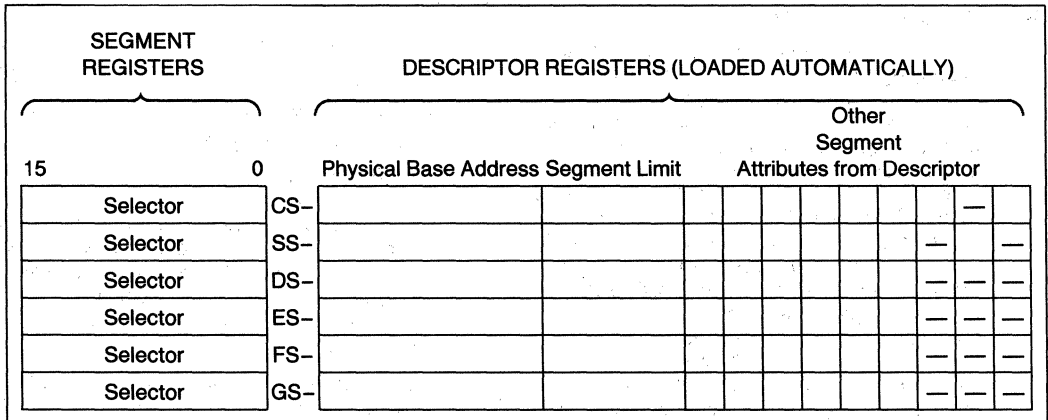 SEGMENT
REGISTERS
DESCRIPTOR REGISTERS (LOADED AUTOMATICALLY)
Other
Segment
15 0 Physical Base Address Segment Limit Attributes from Descriptor
Selector CS– —
Selector SS– — —
Selector DS– — — —
Selector ES– — — —
Selector FS– — — —
Selector GS– — — —